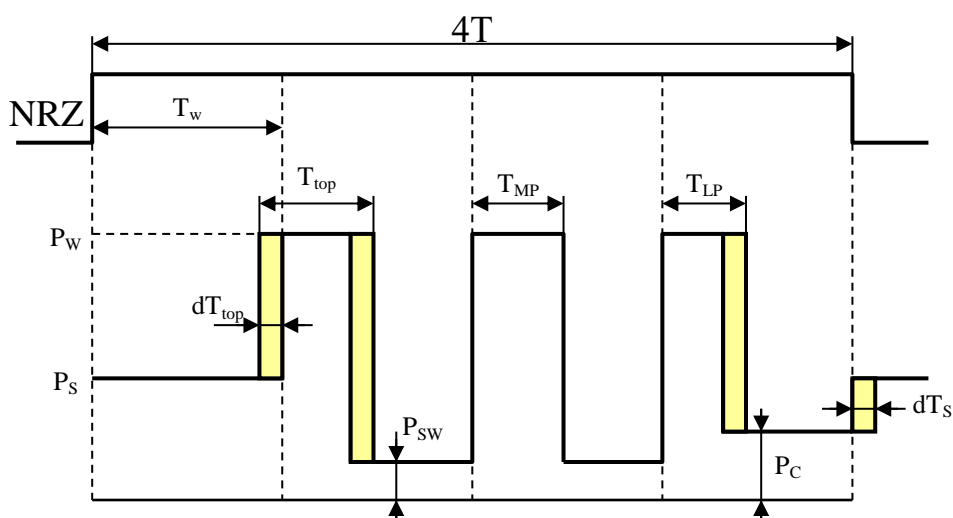 4T
NRZ
T_w
T_top
T_MP
T_LP
P_W
dT_top
P_S
P_SW
dT_S
P_C